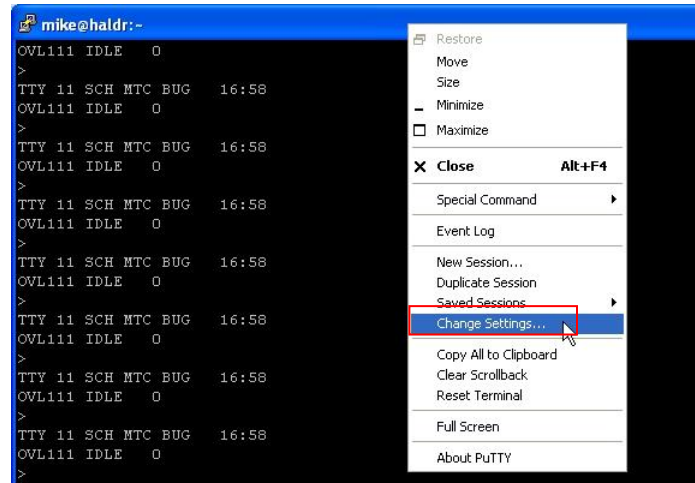 mike@haldr:~
OVL111 IDLE   0
>
TTY 11 SCH MTC BUG   16:58
OVL111 IDLE   0
>
TTY 11 SCH MTC BUG   16:58
OVL111 IDLE   0
>
TTY 11 SCH MTC BUG   16:58
OVL111 IDLE   0
>
TTY 11 SCH MTC BUG   16:58
OVL111 IDLE   0
>
TTY 11 SCH MTC BUG   16:58
OVL111 IDLE   0
>
TTY 11 SCH MTC BUG   16:58
OVL111 IDLE   0
>
TTY 11 SCH MTC BUG   16:58
OVL111 IDLE   0
>
Restore
Move
Size
Minimize
Maximize
Close Alt+F4
Special Command
Event Log
New Session...
Duplicate Session
Saved Sessions
Change Settings...
Copy All to Clipboard
Clear Scrollback
Reset Terminal
Full Screen
About PuTTY